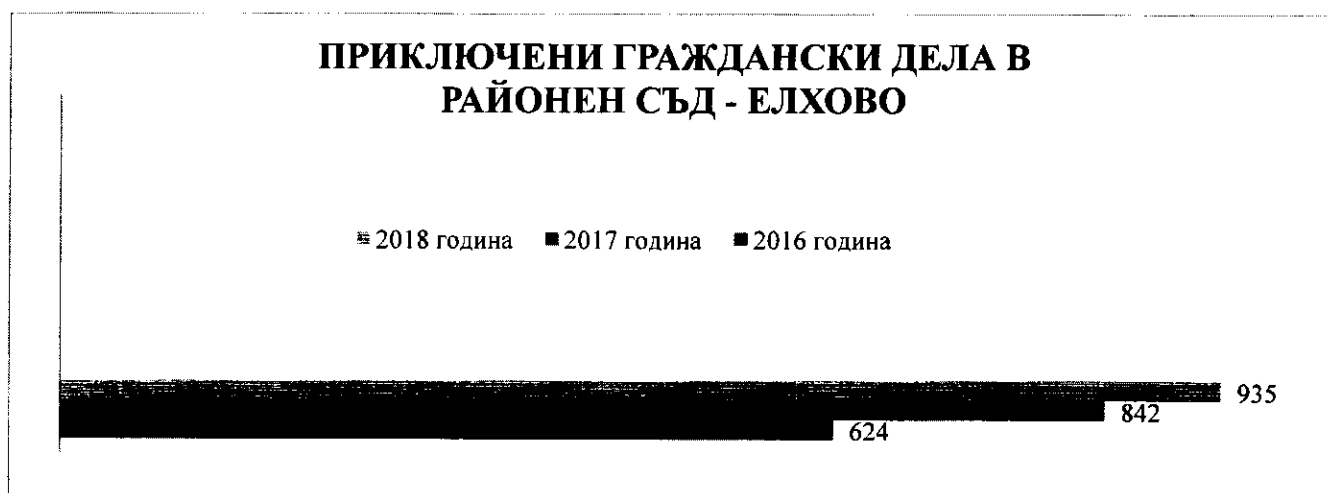 ПРИКЛЮЧЕНИ ГРАЖДАНСКИ ДЕЛА В
РАЙОНЕН СЪД - ЕЛХОВО
2018 година 2017 година 2016 година
935
842
624